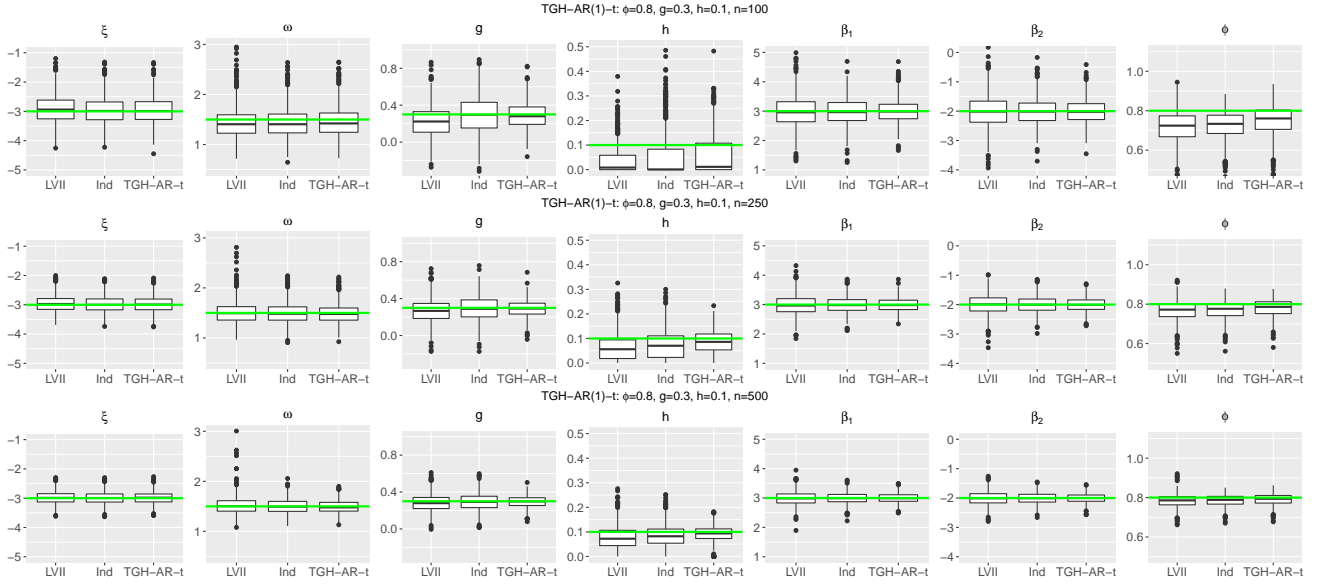 TGH−AR(1)−t: ϕ=0.8, g=0.3, h=0.1, n=100
ξ ω g h β1 β2 ϕ
−1 −2 −3 −4 −5
3 2 1
0.8 0.4 0.0
0.5 0.4 0.3 0.2 0.1 0.0
5 4 3 2 1
0 −1 −2 −3 −4
1.0 0.8 0.6
LVII Ind TGH−AR−t LVII Ind TGH−AR−t LVII Ind TGH−AR−t LVII Ind TGH−AR−t LVII Ind TGH−AR−t LVII Ind TGH−AR−t LVII Ind TGH−AR−t
TGH−AR(1)−t: ϕ=0.8, g=0.3, h=0.1, n=250
ξ ω g h β1 β2 ϕ
−1 −2 −3 −4 −5
3 2 1
0.8 0.4 0.0
0.5 0.4 0.3 0.2 0.1 0.0
5 4 3 2 1
0 −1 −2 −3 −4
1.0 0.8 0.6
LVII Ind TGH−AR−t LVII Ind TGH−AR−t LVII Ind TGH−AR−t LVII Ind TGH−AR−t LVII Ind TGH−AR−t LVII Ind TGH−AR−t LVII Ind TGH−AR−t
TGH−AR(1)−t: ϕ=0.8, g=0.3, h=0.1, n=500
ξ ω g h β1 β2 ϕ
−1 −2 −3 −4 −5
3 2 1
0.8 0.4 0.0
0.5 0.4 0.3 0.2 0.1 0.0
5 4 3 2 1
0 −1 −2 −3 −4
1.0 0.8 0.6
LVII Ind TGH−AR−t LVII Ind TGH−AR−t LVII Ind TGH−AR−t LVII Ind TGH−AR−t LVII Ind TGH−AR−t LVII Ind TGH−AR−t LVII Ind TGH−AR−t